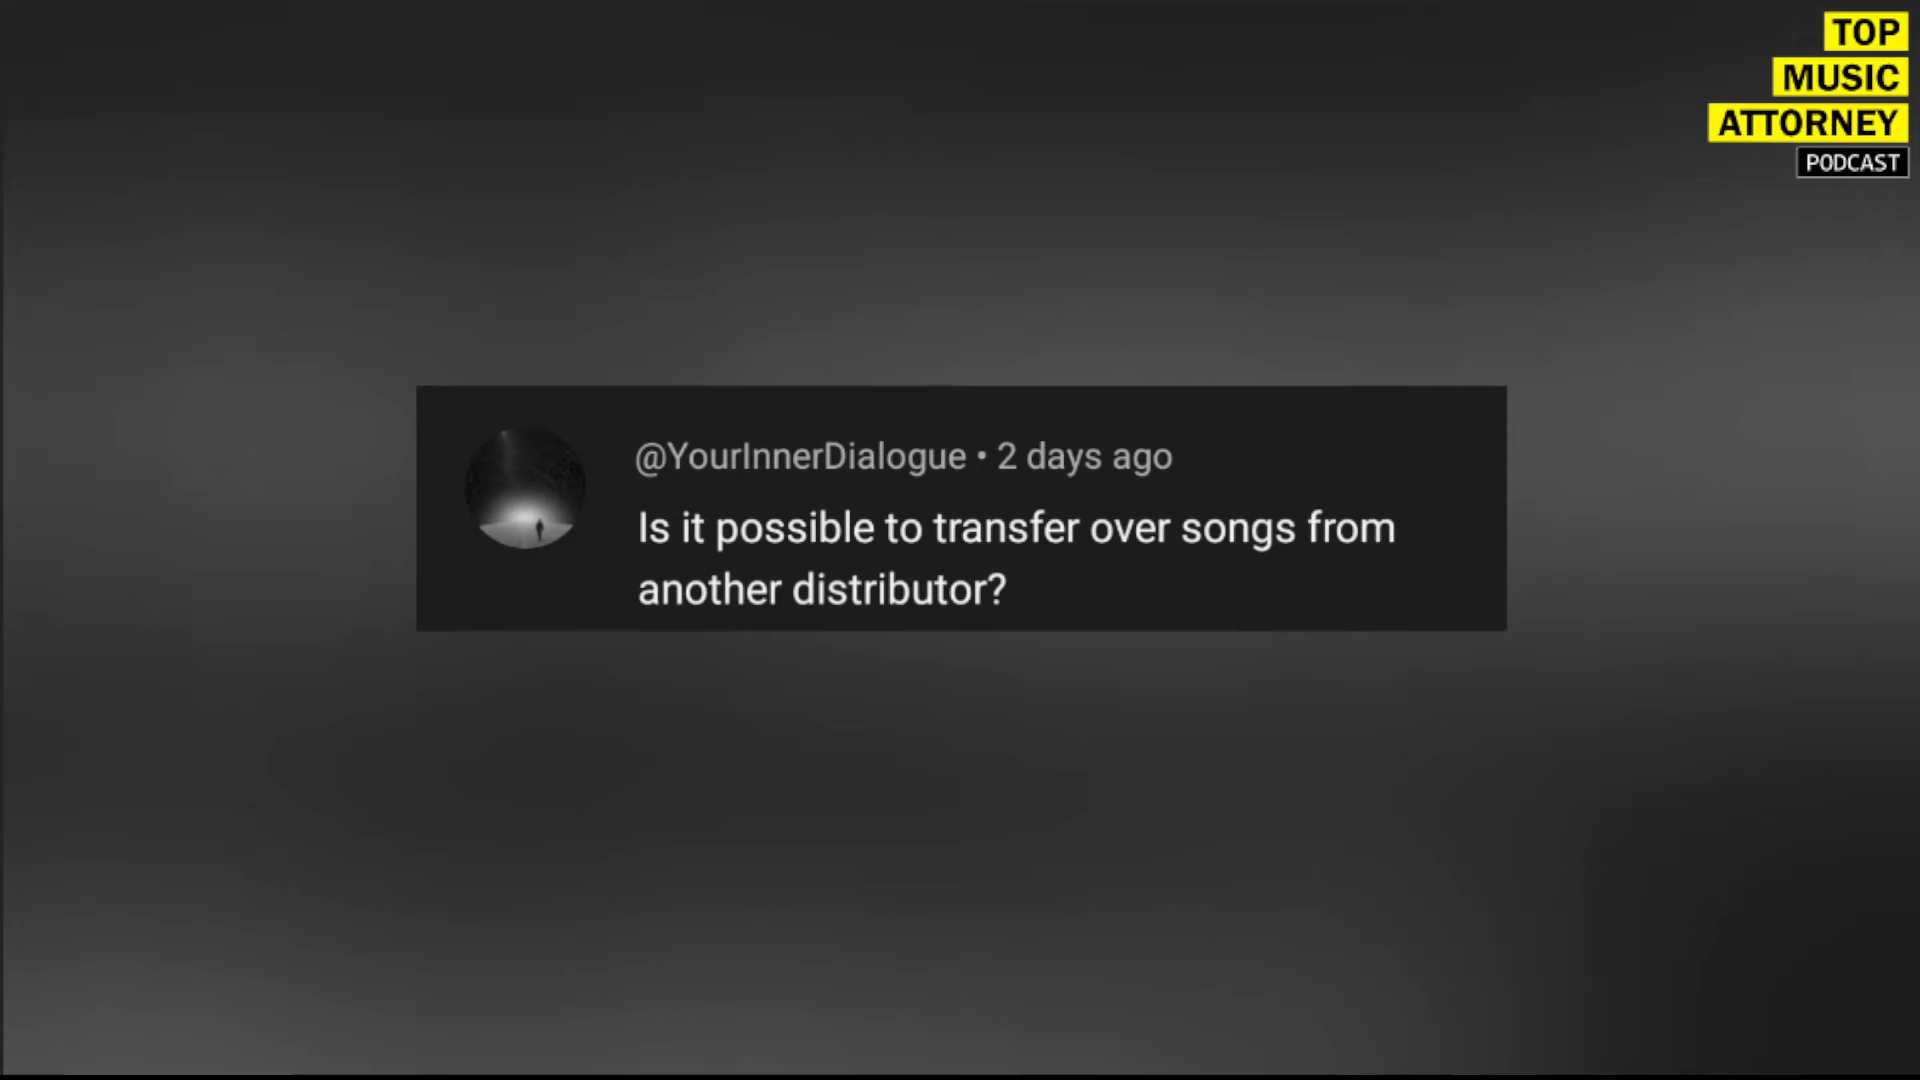 TOP
MUSIC
ATTORNEY
PODCAST
@YourInnerDialogue • 2 days ago
Is it possible to transfer over songs from
another distributor?